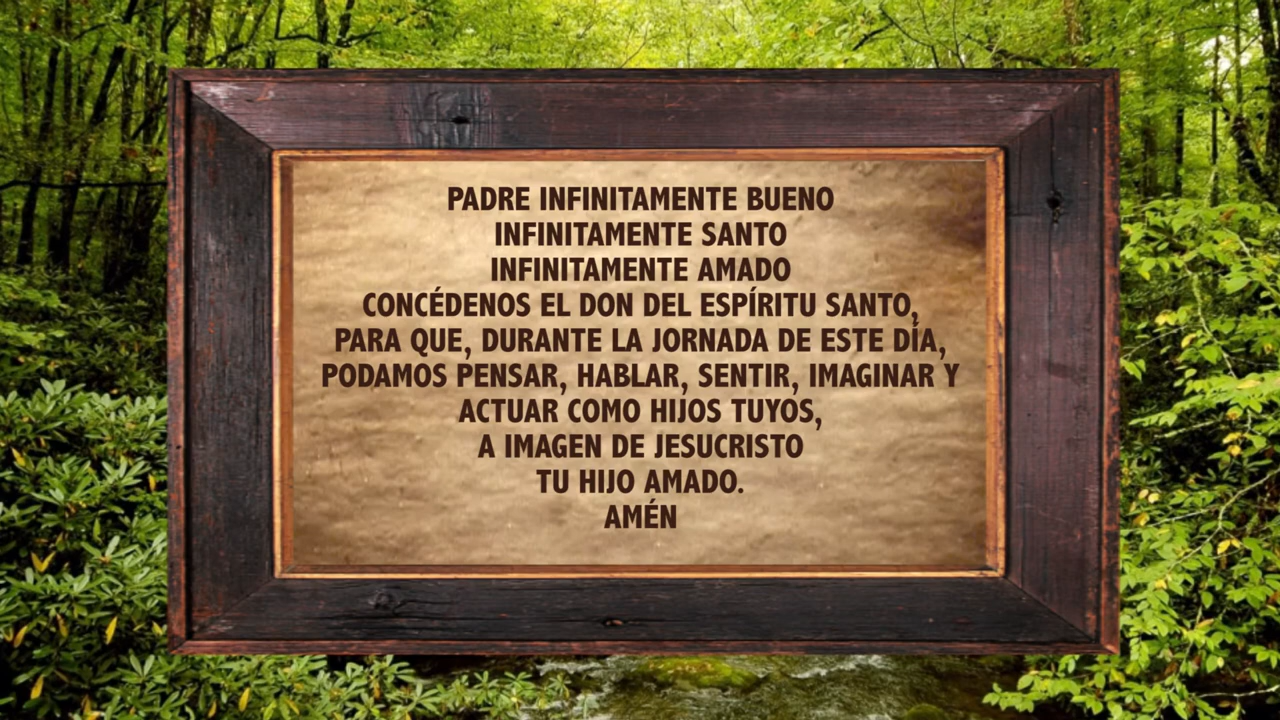 PADRE INFINITAMENTE BUENO
INFINITAMENTE SANTO
INFINITAMENTE AMADO
CONCÉDENOS EL DON DEL ESPÍRITU SANTO,
PARA QUE, DURANTE LA JORNADA DE ESTE DÍA,
PODAMOS PENSAR, HABLAR, SENTIR, IMAGINAR Y
ACTUAR COMO HIJOS TUYOS,
A IMAGEN DE JESUCRISTO
TU HIJO AMADO.
AMÉN